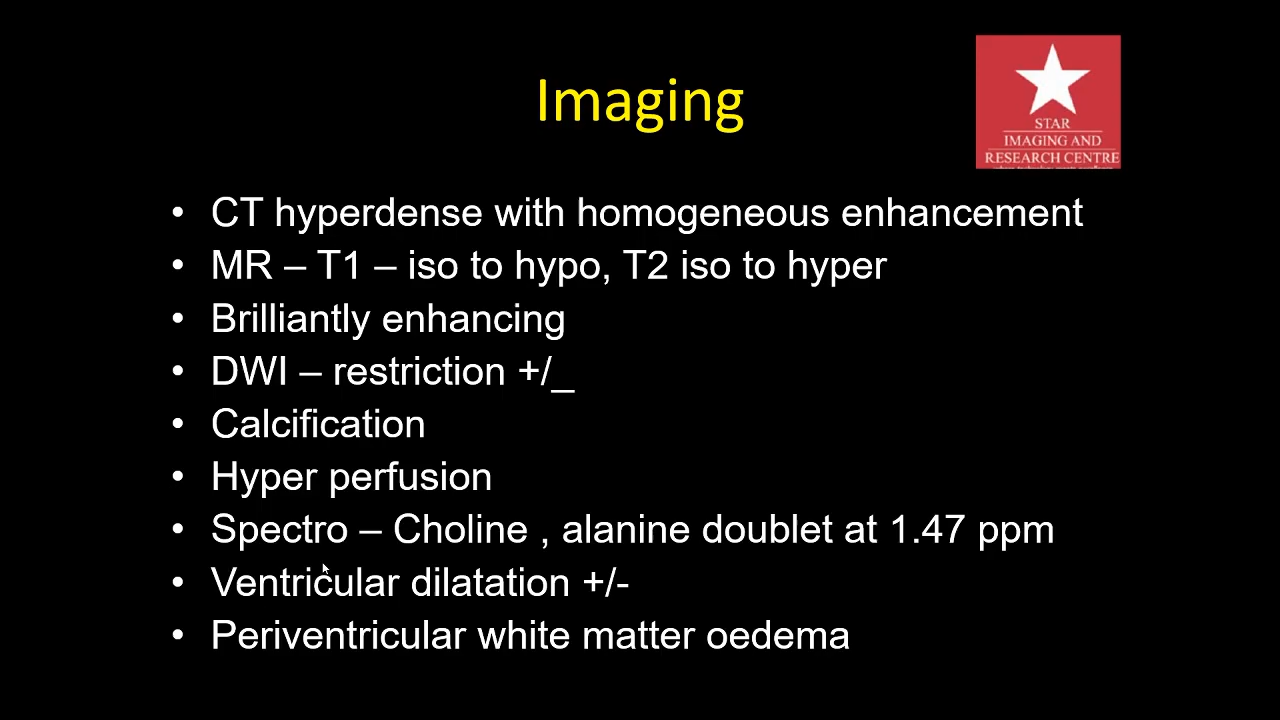 Imaging
STAR
IMAGING AND
RESEARCH CENTRE
• CT hyperdense with homogeneous enhancement
• MR – T1 – iso to hypo, T2 iso to hyper
• Brilliantly enhancing
• DWI – restriction +/_
• Calcification
• Hyper perfusion
• Spectro – Choline , alanine doublet at 1.47 ppm
• Ventricular dilatation +/-
• Periventricular white matter oedema